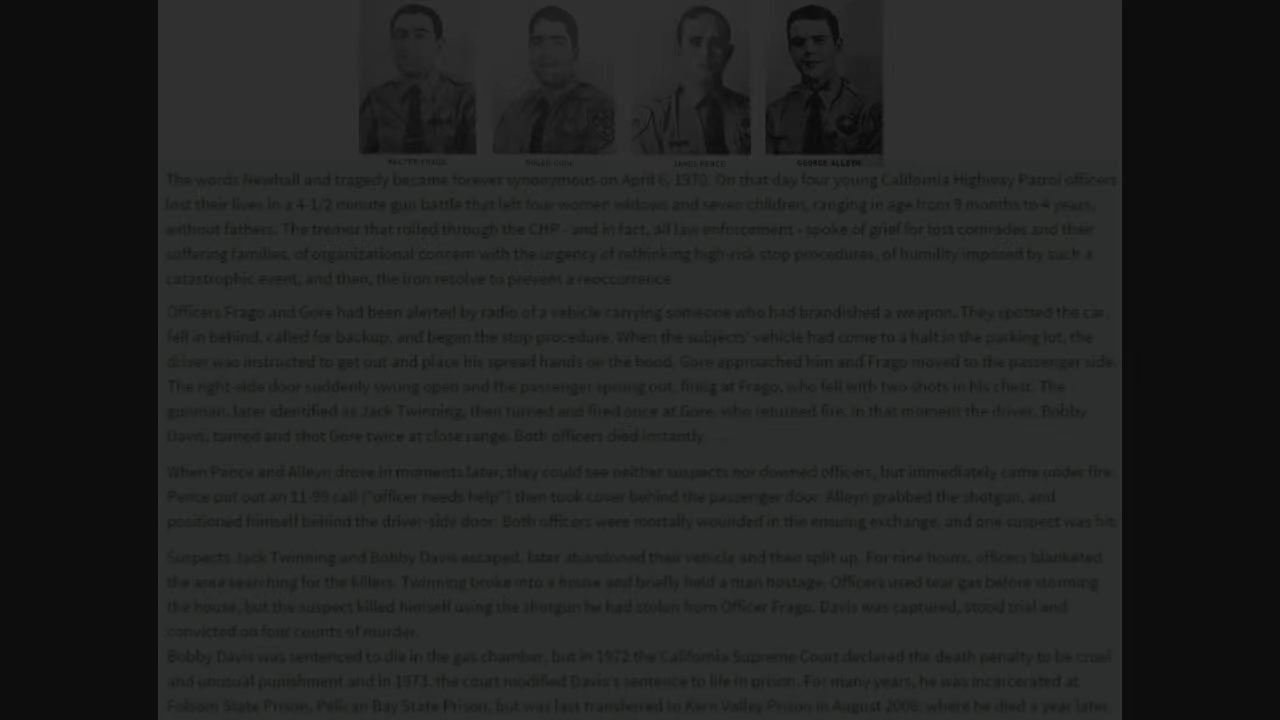 WALTER FRAGO ROGER GORE JAMES PENCE GEORGE ALLEYN
The words Newhall and tragedy became forever synonymous on April 6, 1970. On that day four young California Highway Patrol officers
lost their lives in a 4-1/2 minute gun battle that left four women widows and seven children, ranging in age from 9 months to 4 years,
without fathers. The tremor that rolled through the CHP - and in fact, all law enforcement - spoke of grief for lost comrades and their
suffering families, of organizational concern with the urgency of rethinking high-risk stop procedures, of humility imposed by such a
catastrophic event, and then, the iron resolve to prevent a reoccurrence
Officers Frago and Gore had been alerted by radio of a vehicle carrying someone who had brandished a weapon. They spotted the car,
fell in behind, called for backup, and began the stop procedure. When the subjects' vehicle had come to a halt in the parking lot, the
driver was instructed to get out and place his spread hands on the hood. Gore approached him and Frago moved to the passenger side.
The right-side door suddenly swung open and the passenger sprung out, firing at Frago, who fell with two shots in his chest. The
gunman, later identified as Jack Twinning, then turned and fired once at Gore, who returned fire. In that moment the driver, Bobby
Davis, turned and shot Gore twice at close range. Both officers died instantly.
When Pence and Alleyn drove in moments later, they could see neither suspects nor downed officers, but immediately came under fire.
Pence put out an 11-99 call ("officer needs help") then took cover behind the passenger door. Alleyn grabbed the shotgun, and
positioned himself behind the driver-side door. Both officers were mortally wounded in the ensuing exchange, and one suspect was hit
Suspects Jack Twinning and Bobby Davis escaped, later abandoned their vehicle and then split up. For nine hours, officers blanketed
the area searching for the killers. Twinning broke into a house and briefly held a man hostage. Officers used tear gas before storming
the house, but the suspect killed himself using the shotgun he had stolen from Officer Frago. Davis was captured, stood trial and
convicted on four counts of murder.
Bobby Davis was sentenced to die in the gas chamber, but in 1972 the California Supreme Court declared the death penalty to be cruel
and unusual punishment and in 1973, the court modified Davis's sentence to life in prison. For many years, he was incarcerated at
Folsom State Prison, Pelican Bay State Prison, but was last transferred to Kern Valley Prison in August 2008; where he died a year later